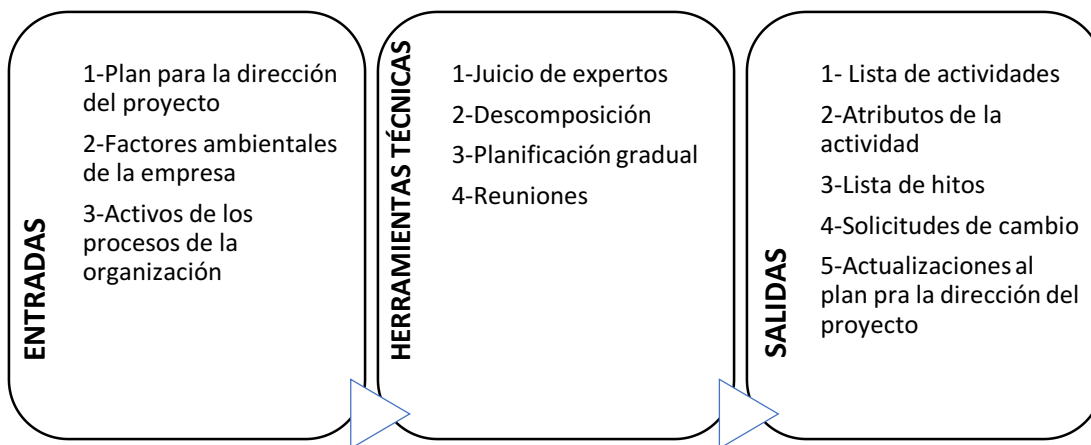 ENTRADAS
1-Plan para la dirección
del proyecto
2-Factores ambientales
de la empresa
3-Activos de los
procesos de la
organización
HERRAMIENTAS TÉCNICAS
1-Juicio de expertos
2-Descomposición
3-Planificación gradual
4-Reuniones
SALIDAS
1- Lista de actividades
2-Atributos de la
actividad
3-Lista de hitos
4-Solicitudes de cambio
5-Actualizaciones al
plan pra la dirección del
proyecto